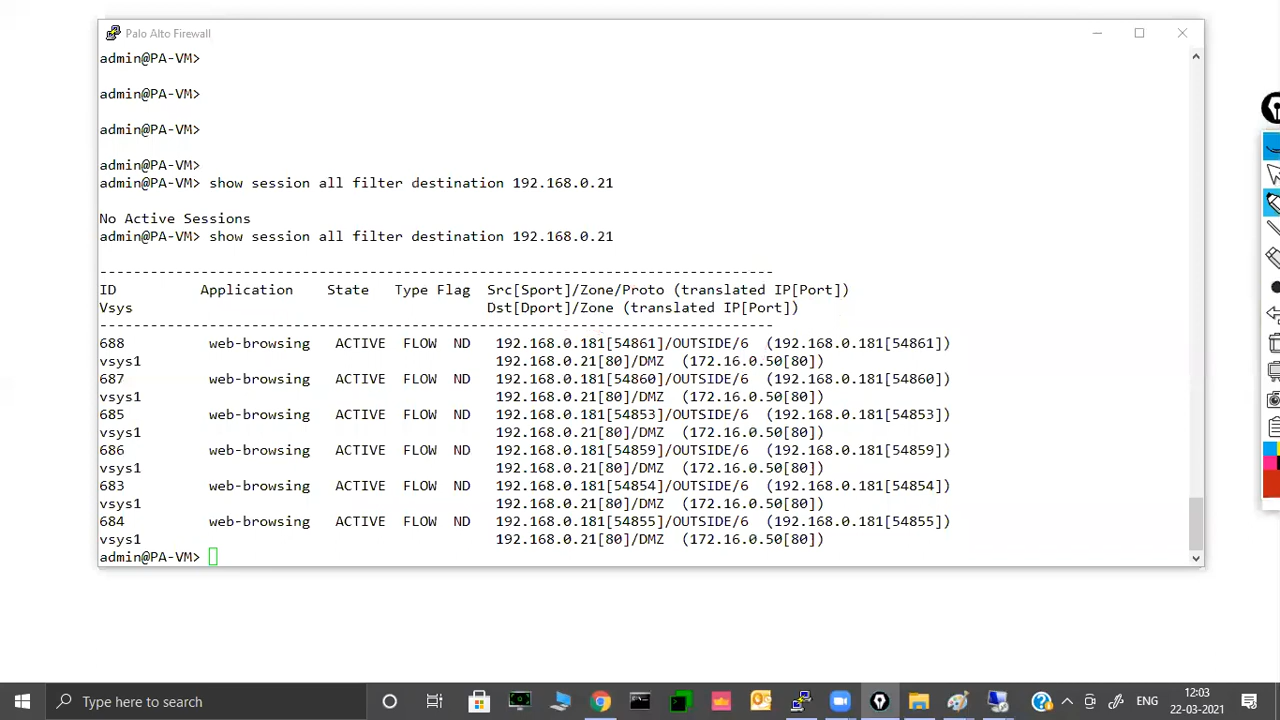 Palo Alto Firewall
admin@PA-VM>
admin@PA-VM>
admin@PA-VM>
admin@PA-VM>
admin@PA-VM> show session all filter destination 192.168.0.21
No Active Sessions
admin@PA-VM> show session all filter destination 192.168.0.21
--------------------------------------------------------------------------------
ID Application State Type Flag Src[Sport]/Zone/Proto (translated IP[Port])
Vsys Dst[Dport]/Zone (translated IP[Port])
--------------------------------------------------------------------------------
688 web-browsing ACTIVE FLOW ND 192.168.0.181[54861]/OUTSIDE/6 (192.168.0.181[54861])
vsys1 192.168.0.21[80]/DMZ (172.16.0.50[80])
687 web-browsing ACTIVE FLOW ND 192.168.0.181[54860]/OUTSIDE/6 (192.168.0.181[54860])
vsys1 192.168.0.21[80]/DMZ (172.16.0.50[80])
685 web-browsing ACTIVE FLOW ND 192.168.0.181[54853]/OUTSIDE/6 (192.168.0.181[54853])
vsys1 192.168.0.21[80]/DMZ (172.16.0.50[80])
686 web-browsing ACTIVE FLOW ND 192.168.0.181[54859]/OUTSIDE/6 (192.168.0.181[54859])
vsys1 192.168.0.21[80]/DMZ (172.16.0.50[80])
683 web-browsing ACTIVE FLOW ND 192.168.0.181[54854]/OUTSIDE/6 (192.168.0.181[54854])
vsys1 192.168.0.21[80]/DMZ (172.16.0.50[80])
684 web-browsing ACTIVE FLOW ND 192.168.0.181[54855]/OUTSIDE/6 (192.168.0.181[54855])
vsys1 192.168.0.21[80]/DMZ (172.16.0.50[80])
admin@PA-VM>
Type here to search
ENG
12:03
22-03-2021